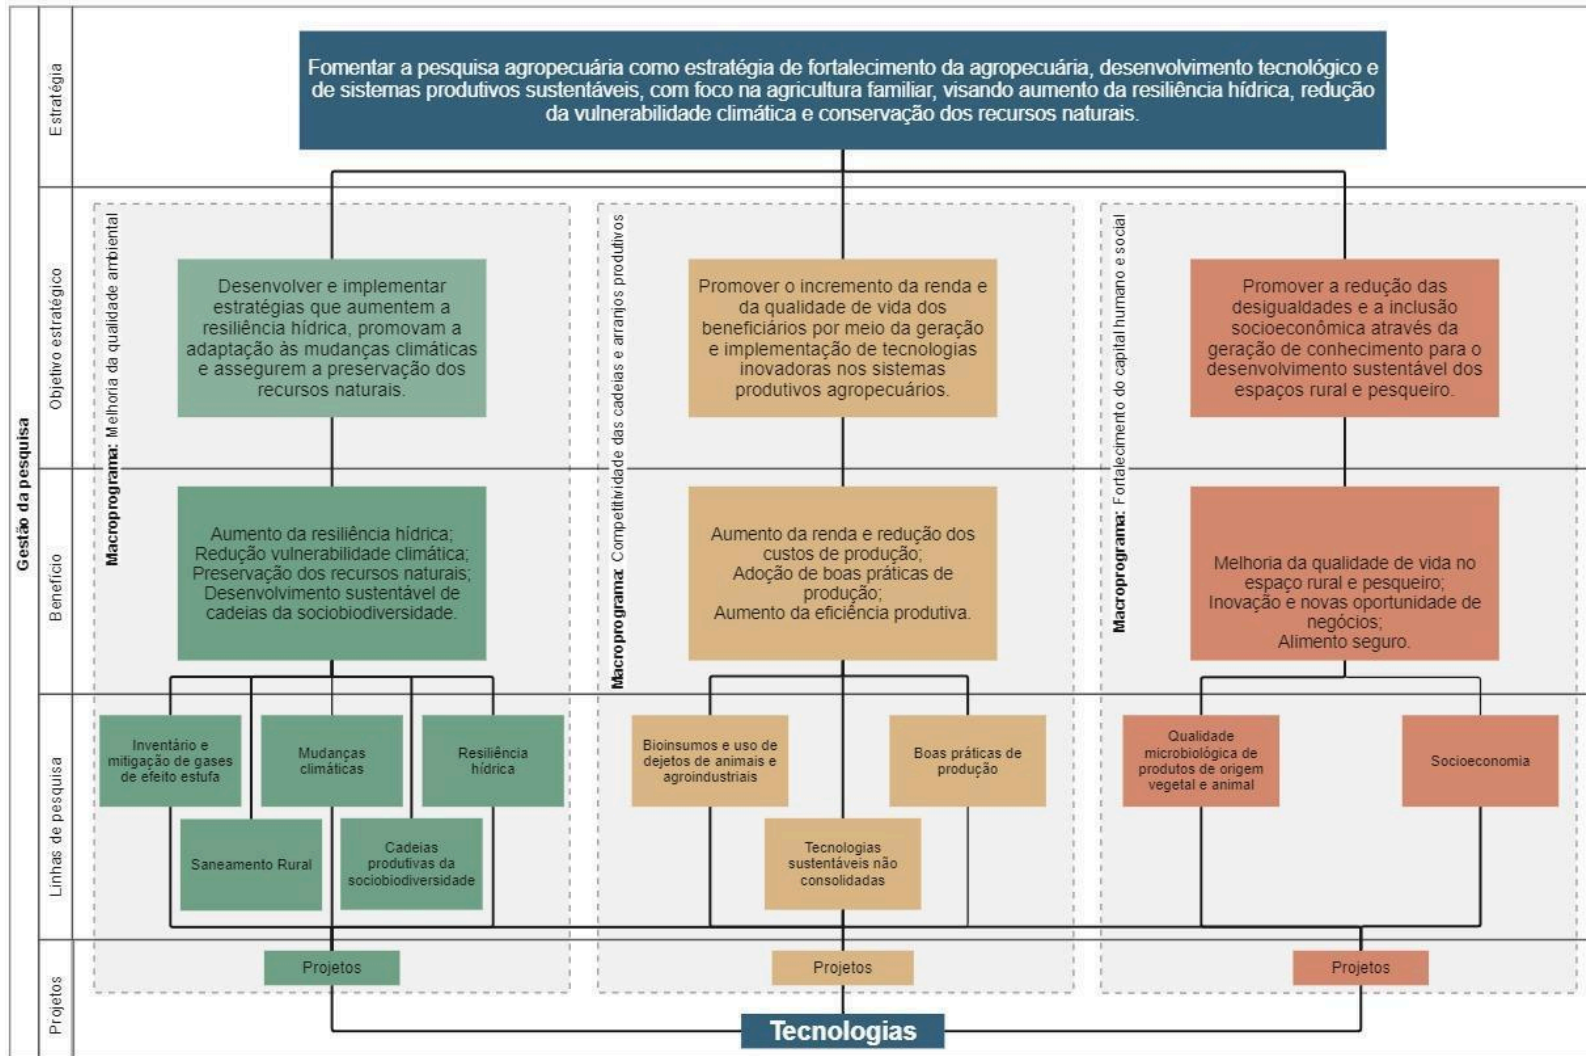 Gestão da pesquisa
Estratégia
Fomentar a pesquisa agropecuária como estratégia de fortalecimento da agropecuária, desenvolvimento tecnológico e
de sistemas produtivos sustentáveis, com foco na agricultura familiar, visando aumento da resiliência hídrica, redução
da vulnerabilidade climática e conservação dos recursos naturais.
Objetivo estratégico
Macroprograma: Melhoria da qualidade ambiental
Desenvolver e implementar
estratégias que aumentem a
resiliência hídrica, promovam a
adaptação às mudanças climáticas
e assegurem a preservação dos
recursos naturais.
Macroprograma: Competitividade das cadeias e arranjos produtivos
Promover o incremento da renda e
da qualidade de vida dos
beneficiários por meio da geração
e implementação de tecnologias
inovadoras nos sistemas
produtivos agropecuários.
Macroprograma: Fortalecimento do capital humano e social
Promover a redução das
desigualdades e a inclusão
socioeconômica através da
geração de conhecimento para o
desenvolvimento sustentável dos
espaços rural e pesqueiro.
Benefício
Aumento da resiliência hídrica;
Redução vulnerabilidade climática;
Preservação dos recursos naturais;
Desenvolvimento sustentável de
cadeias da sociobiodiversidade.
Aumento da renda e redução dos
custos de produção;
Adoção de boas práticas de
produção;
Aumento da eficiência produtiva.
Melhoria da qualidade de vida no
espaço rural e pesqueiro;
Inovação e novas oportunidade de
negócios;
Alimento seguro.
Linhas de pesquisa
Inventário e
mitigação de gases
de efeito estufa
Mudanças
climáticas
Resiliência
hídrica
Saneamento Rural
Cadeias
produtivas da
sociobiodiversidade
Bioinsumos e uso de
dejetos de animais e
agroindustriais
Boas práticas de
produção
Tecnologias
sustentáveis não
consolidadas
Qualidade
microbiológica de
produtos de origem
vegetal e animal
Socioeconomia
Projetos
Projetos
Projetos
Projetos
Tecnologias